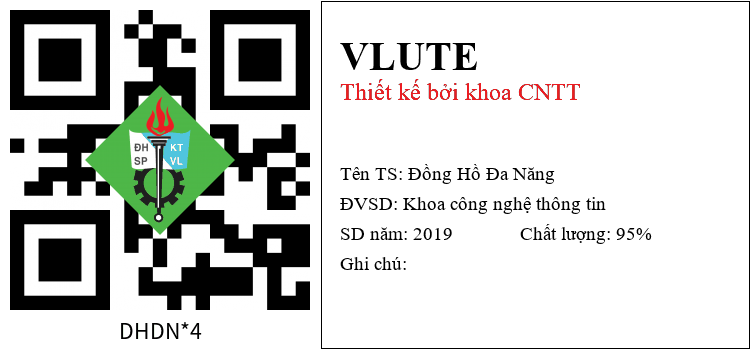 ĐH KT
SP VL
DHDN*4
VLUTE
Thiết kế bởi khoa CNTT
Tên TS: Đồng Hồ Đa Năng
ĐVSD: Khoa công nghệ thông tin
SD năm: 2019 Chất lượng: 95%
Ghi chú: